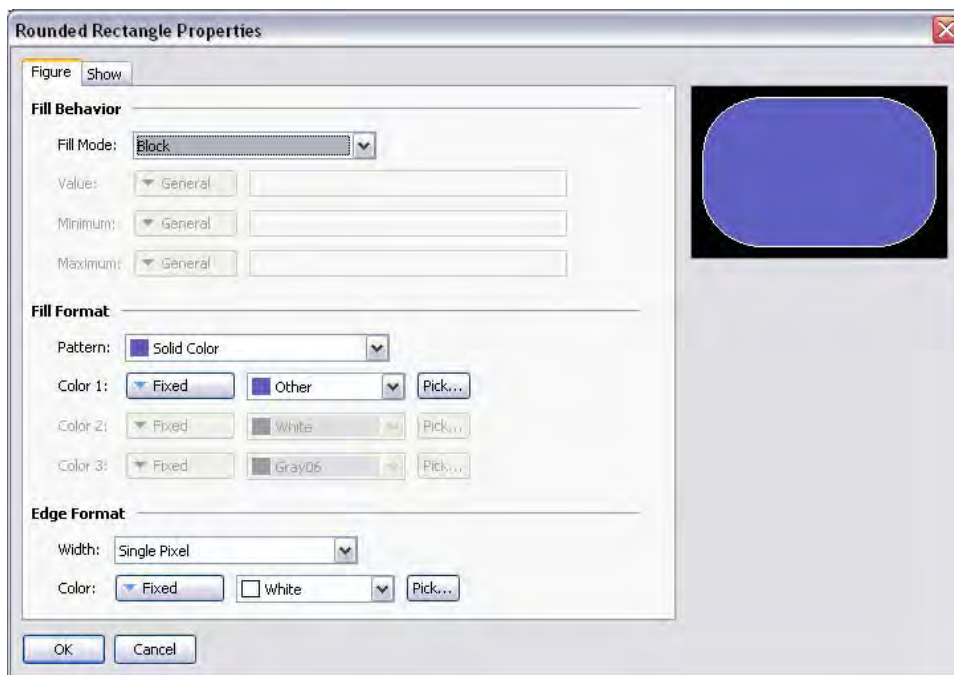 Rounded Rectangle Properties
Figure Show
Fill Behavior
Fill Mode: Block
Value: General
Minimum: General
Maximum: General
Fill Format
Pattern: Solid Color
Color 1: Fixed Other Pick...
Color 2: Fixed White Pick...
Color 3: Fixed Gray06 Pick...
Edge Format
Width: Single Pixel
Color: Fixed White Pick...
OK Cancel